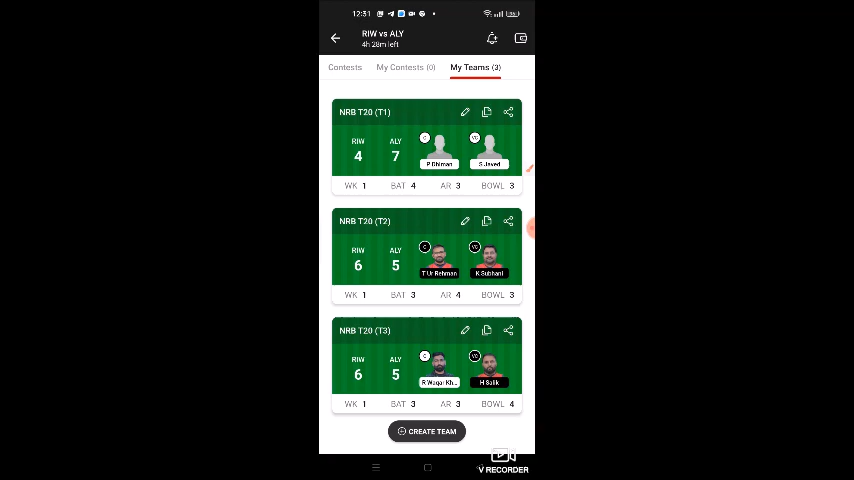 12:31
RIW vs ALY
4h 28m left
Contests My Contests (0) My Teams (3)
NRB T20 (T1)
RIW ALY C VC
4 7
P Dhiman S Javed
WK 1 BAT 4 AR 3 BOWL 3
NRB T20 (T2)
RIW ALY C VC
6 5
T Ur Rehman K Subhani
WK 1 BAT 3 AR 4 BOWL 3
NRB T20 (T3)
RIW ALY C VC
6 5
R Waqar Kh... H Salik
WK 1 BAT 3 AR 3 BOWL 4
CREATE TEAM
V RECORDER